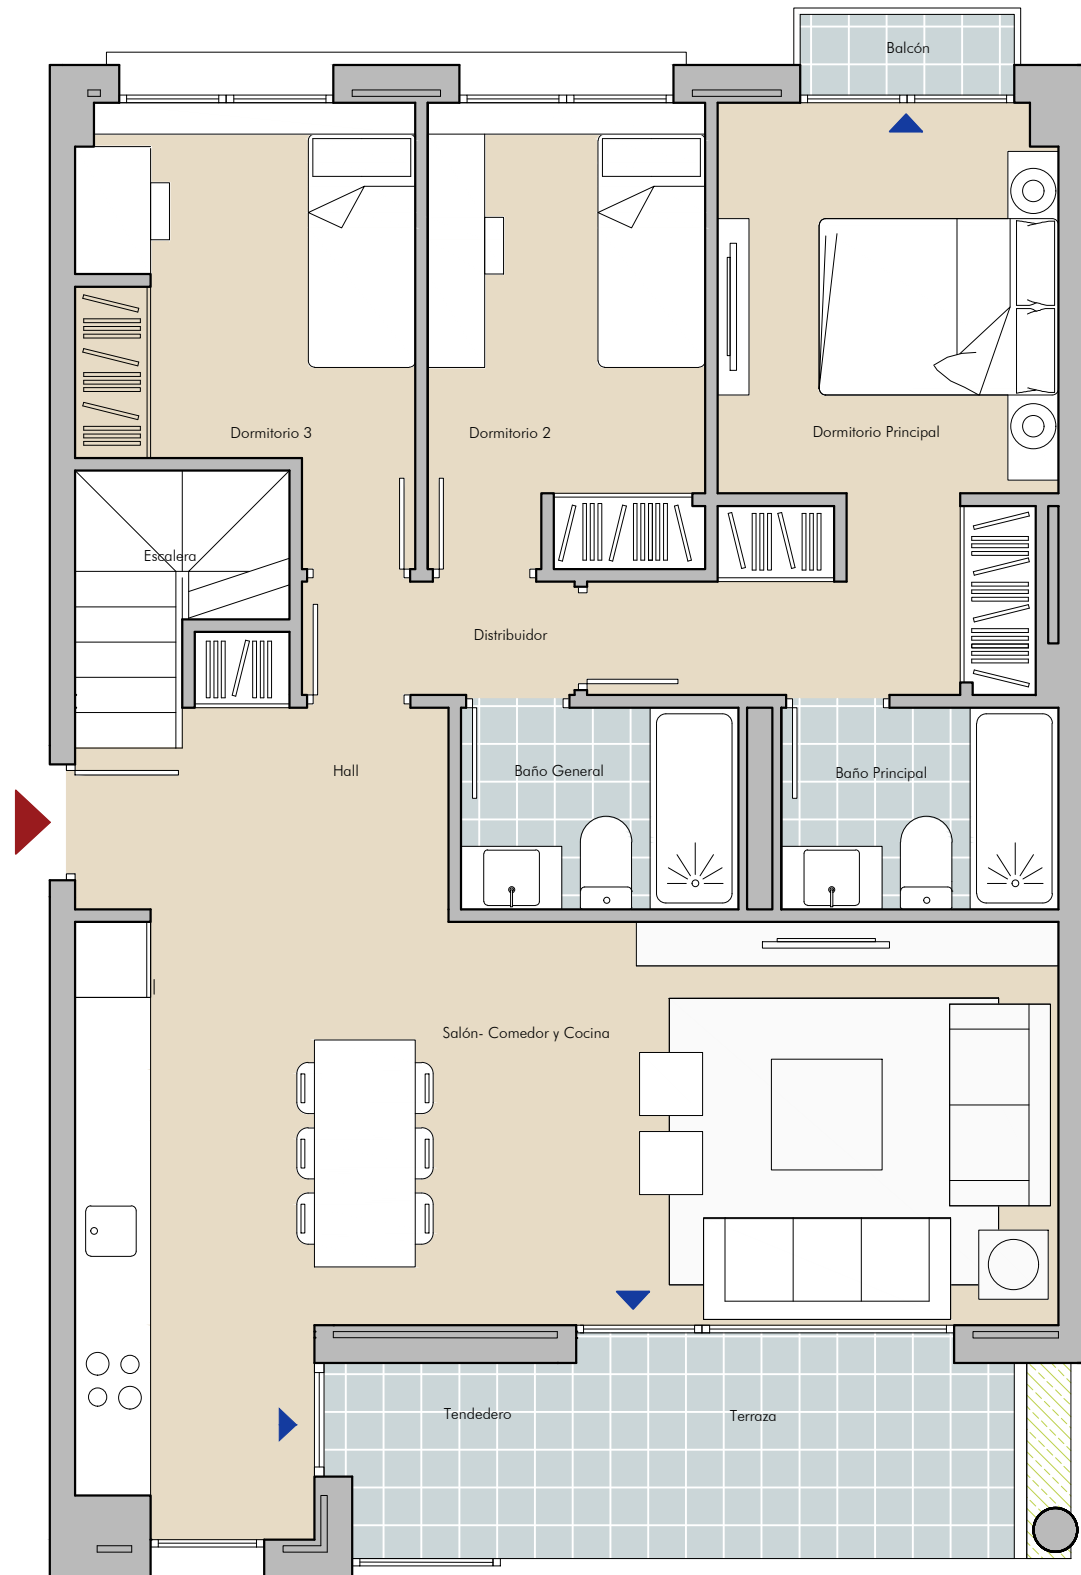 Balcón
Dormitorio 3
Dormitorio 2
Dormitorio Principal
Escalera
Distribuidor
Hall
Baño General
Baño Principal
Salón- Comedor y Cocina
Tendedero
Terraza